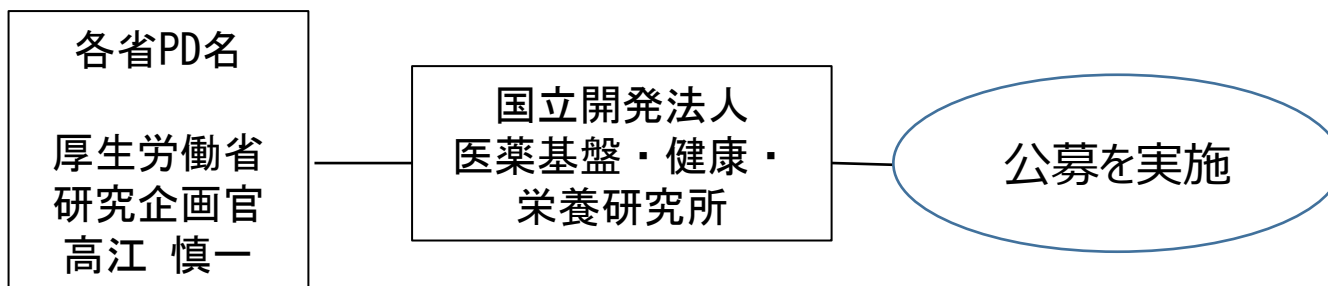 各省PD名
厚生労働省
研究企画官
高江 慎一
国立開発法人
医薬基盤・健康・
栄養研究所
公募を実施